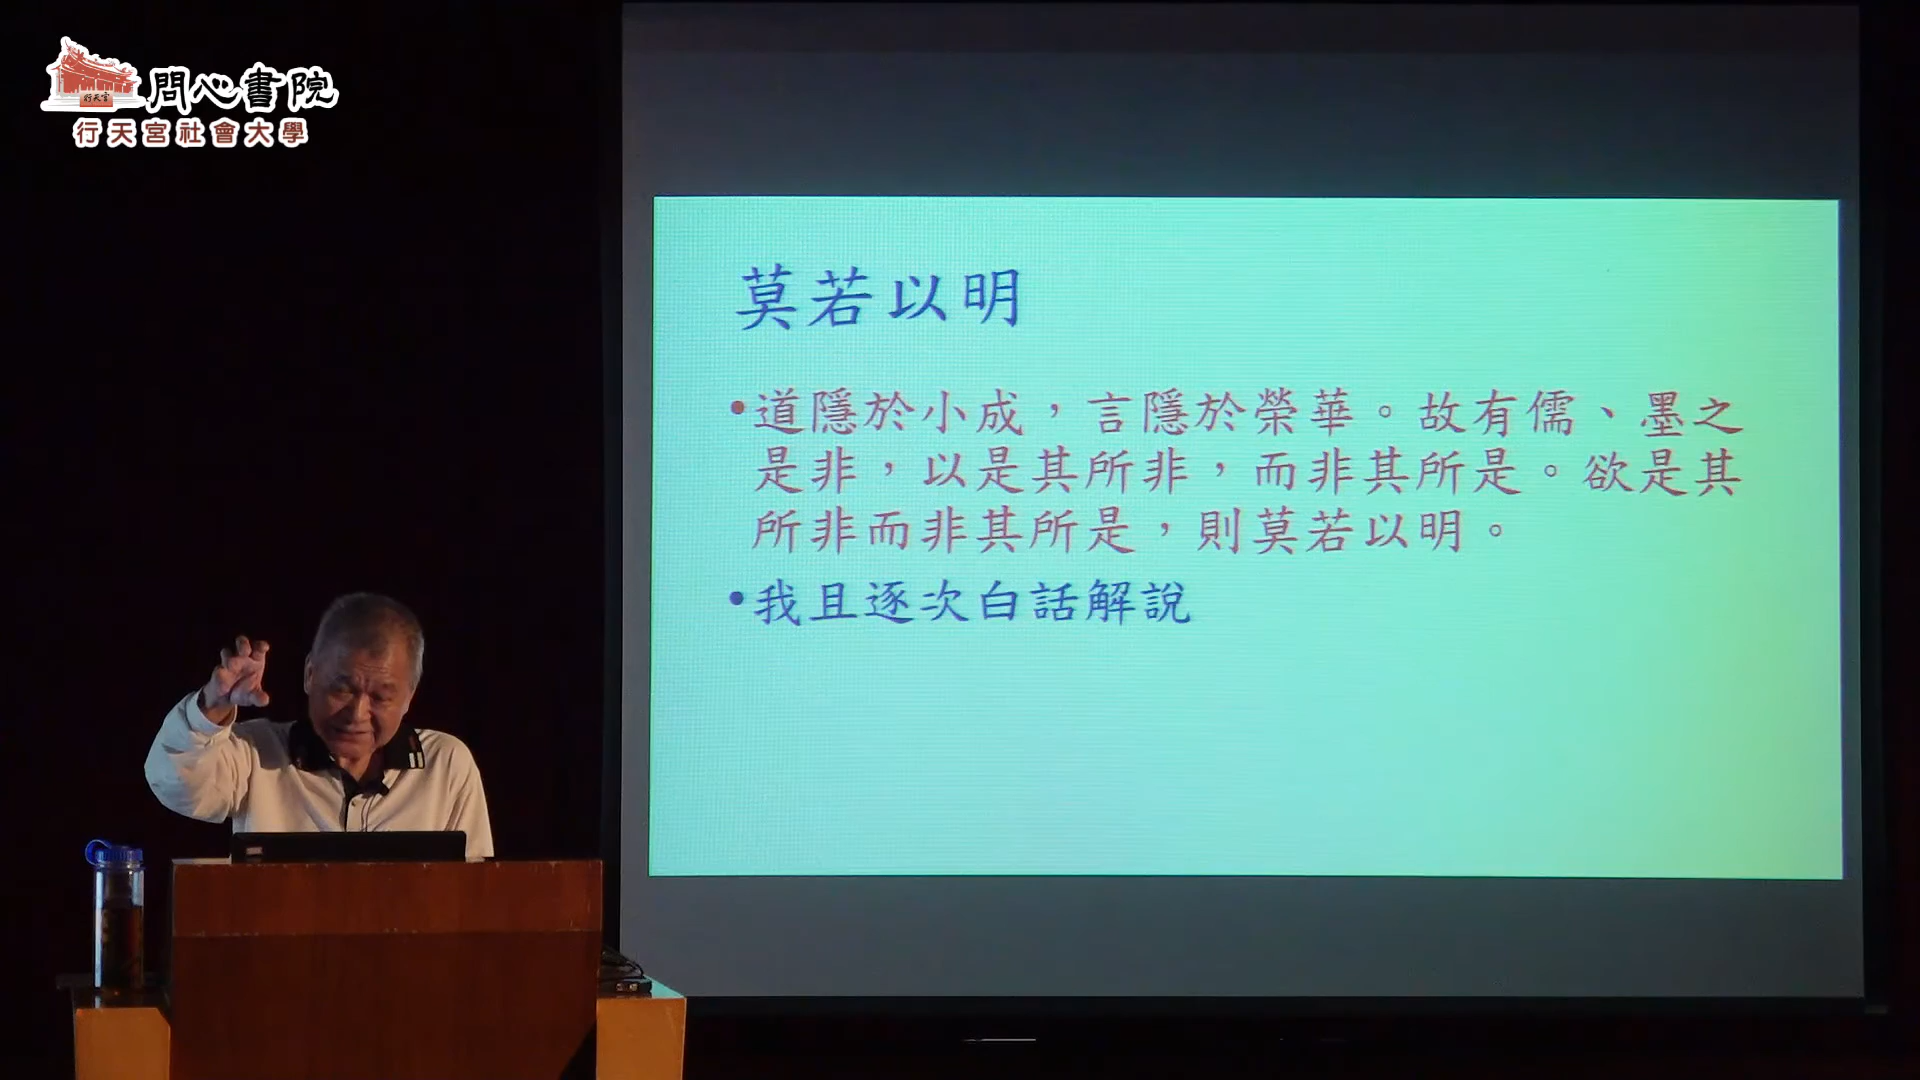 行天宮
問心書院
行天宮社會大學
莫若以明
•道隱於小成，言隱於榮華。故有儒、墨之
是非，以是其所非，而非其所是。欲是其
所非而非其所是，則莫若以明。
•我且逐次白話解說